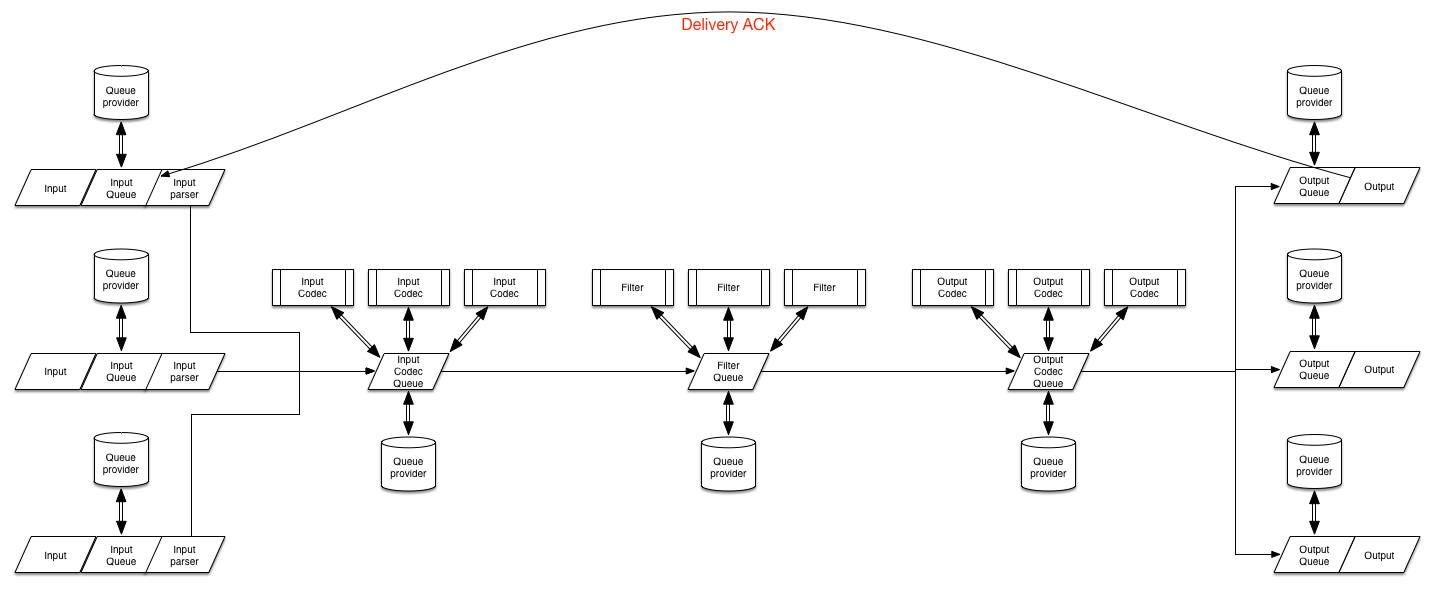 Delivery ACK
Queue
provider
Queue
provider
Input
Input
Queue
Input
parser
Output
Queue
Output
Queue
provider
Queue
provider
Input
Codec
Input
Codec
Input
Codec
Filter
Filter
Filter
Output
Codec
Output
Codec
Output
Codec
Input
Input
Queue
Input
parser
Input
Codec
Queue
Filter
Queue
Output
Codec
Queue
Output
Queue
Output
Queue
provider
Queue
provider
Queue
provider
Queue
provider
Queue
provider
Input
Input
Queue
Input
parser
Output
Queue
Output